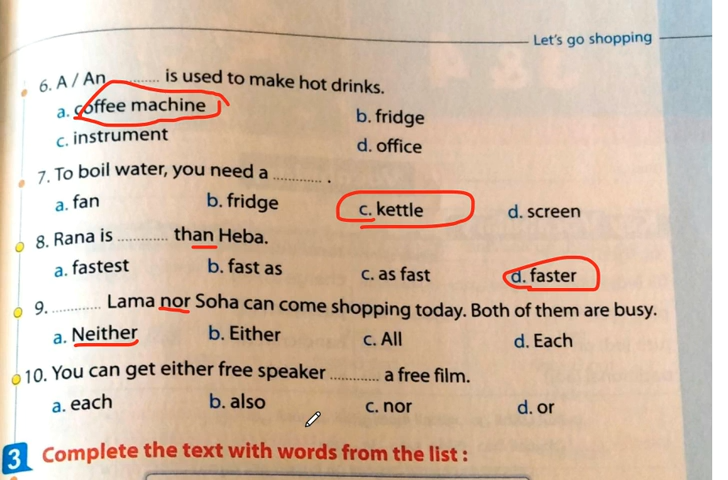 Let's go shopping
6. A / An ........... is used to make hot drinks.
a. coffee machine b. fridge
c. instrument d. office
7. To boil water, you need a ........... .
a. fan b. fridge c. kettle d. screen
8. Rana is ........... than Heba.
a. fastest b. fast as c. as fast d. faster
9. ........... Lama nor Soha can come shopping today. Both of them are busy.
a. Neither b. Either c. All d. Each
10. You can get either free speaker ........... a free film.
a. each b. also c. nor d. or
3 Complete the text with words from the list :